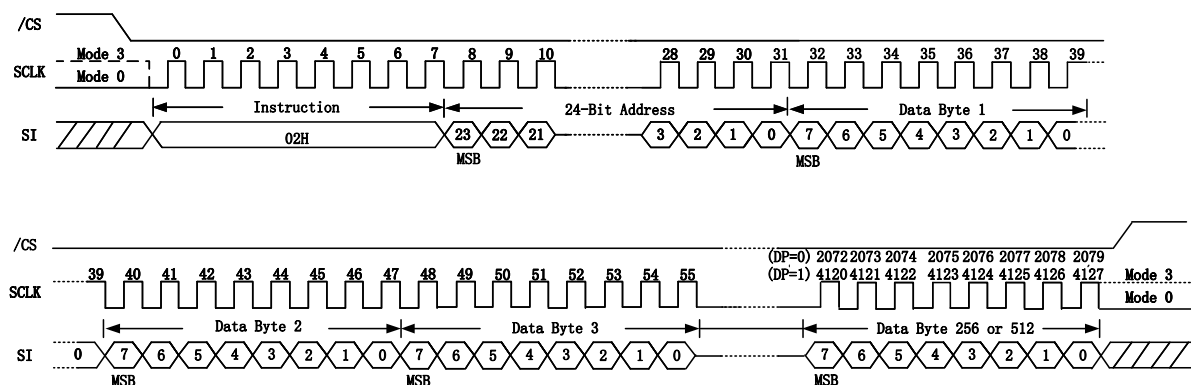 /CS
Mode 3 0 1 2 3 4 5 6 7 8 9 10 28 29 30 31 32 33 34 35 36 37 38 39
SCLK
Mode 0
Instruction 24-Bit Address Data Byte 1
SI 02H 23 22 21 3 2 1 0 7 6 5 4 3 2 1 0
MSB MSB
/CS
(DP=0) 2072 2073 2074 2075 2076 2077 2078 2079
39 40 41 42 43 44 45 46 47 48 49 50 51 52 53 54 55 (DP=1) 4120 4121 4122 4123 4124 4125 4126 4127 Mode 3
SCLK
Mode 0
Data Byte 2 Data Byte 3 Data Byte 256 or 512
SI 0 7 6 5 4 3 2 1 0 7 6 5 4 3 2 1 0 7 6 5 4 3 2 1 0
MSB MSB MSB